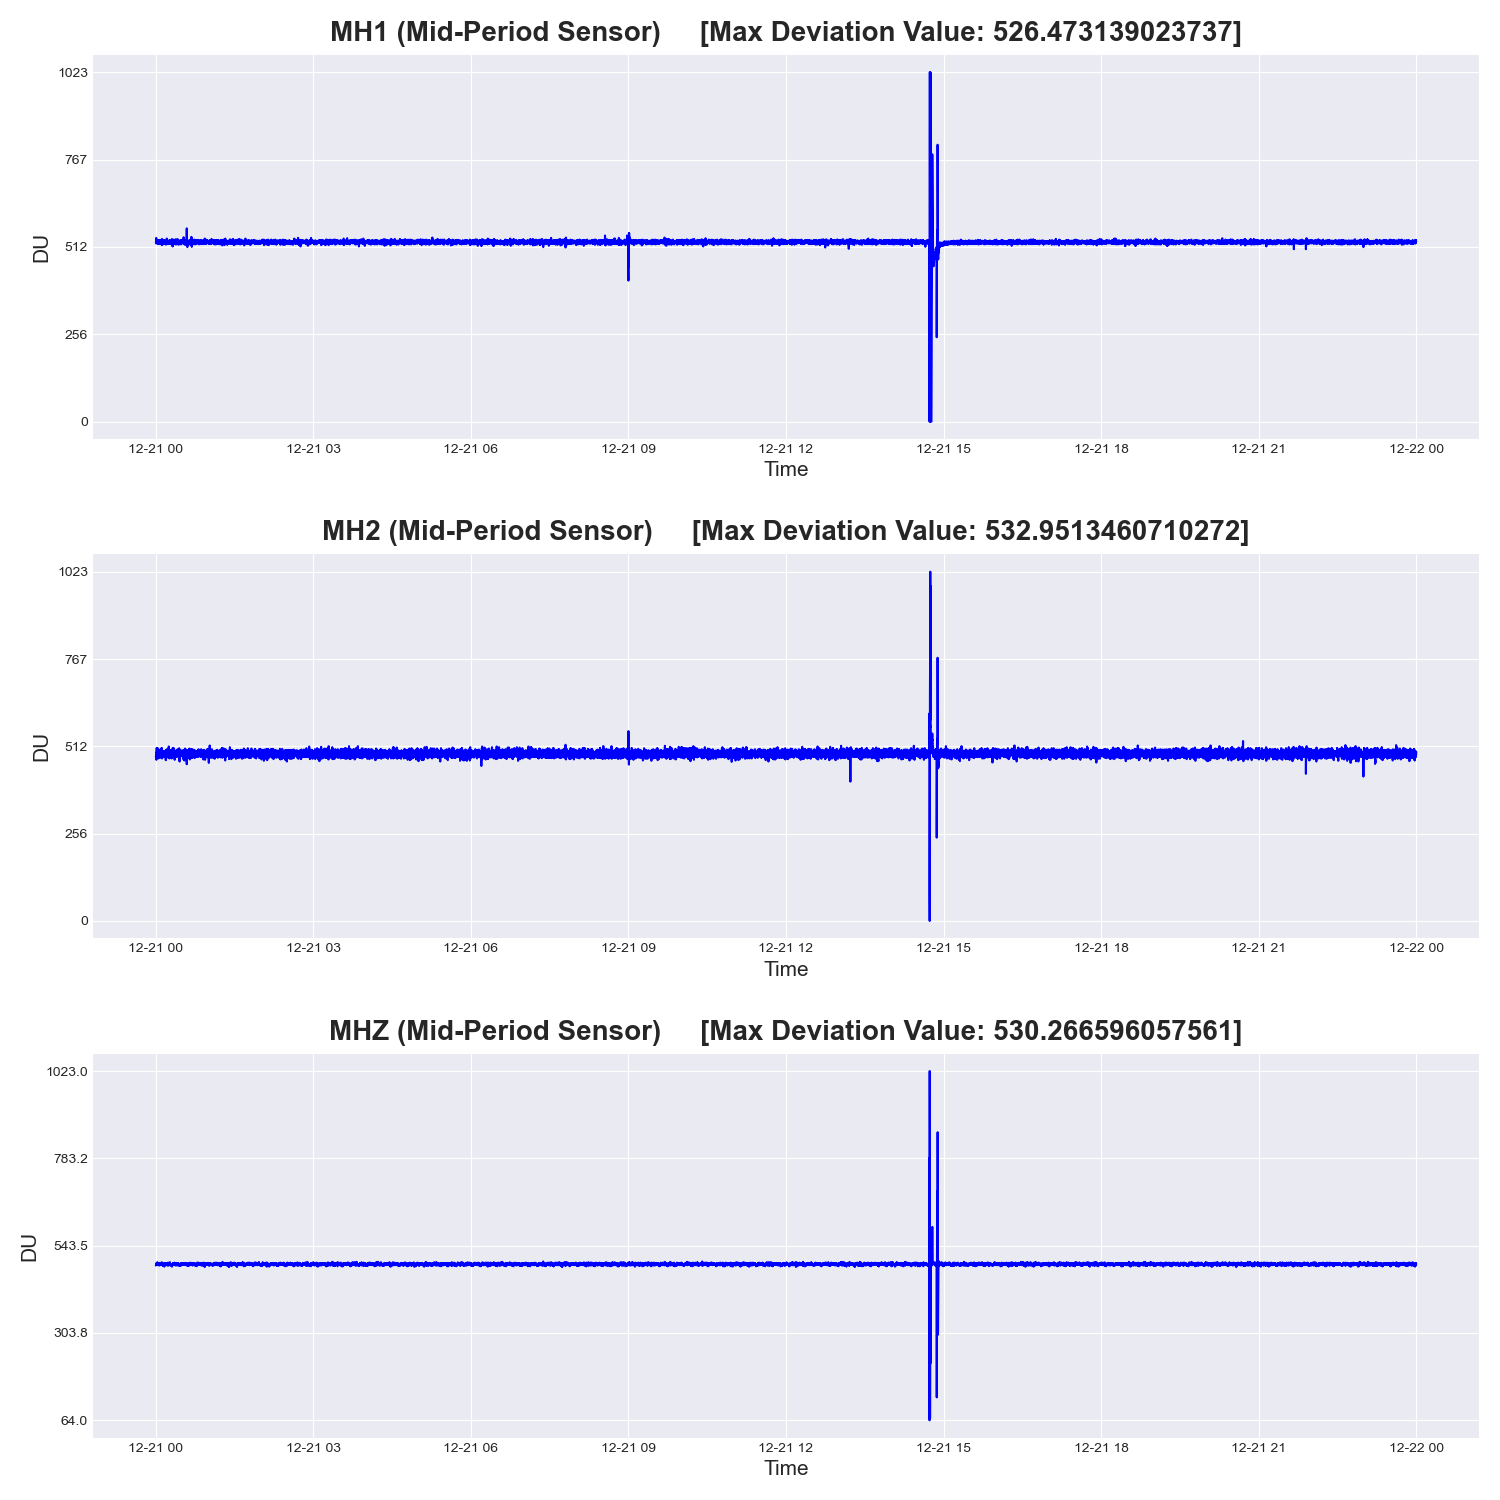 MH1 (Mid-Period Sensor) [Max Deviation Value: 526.473139023737]
1023
767
512
256
0
DU
12-21 00 12-21 03 12-21 06 12-21 09 12-21 12 12-21 15 12-21 18 12-21 21 12-22 00
Time
MH2 (Mid-Period Sensor) [Max Deviation Value: 532.9513460710272]
1023
767
512
256
0
DU
12-21 00 12-21 03 12-21 06 12-21 09 12-21 12 12-21 15 12-21 18 12-21 21 12-22 00
Time
MHZ (Mid-Period Sensor) [Max Deviation Value: 530.266596057561]
1023.0
783.2
543.5
303.8
64.0
DU
12-21 00 12-21 03 12-21 06 12-21 09 12-21 12 12-21 15 12-21 18 12-21 21 12-22 00
Time